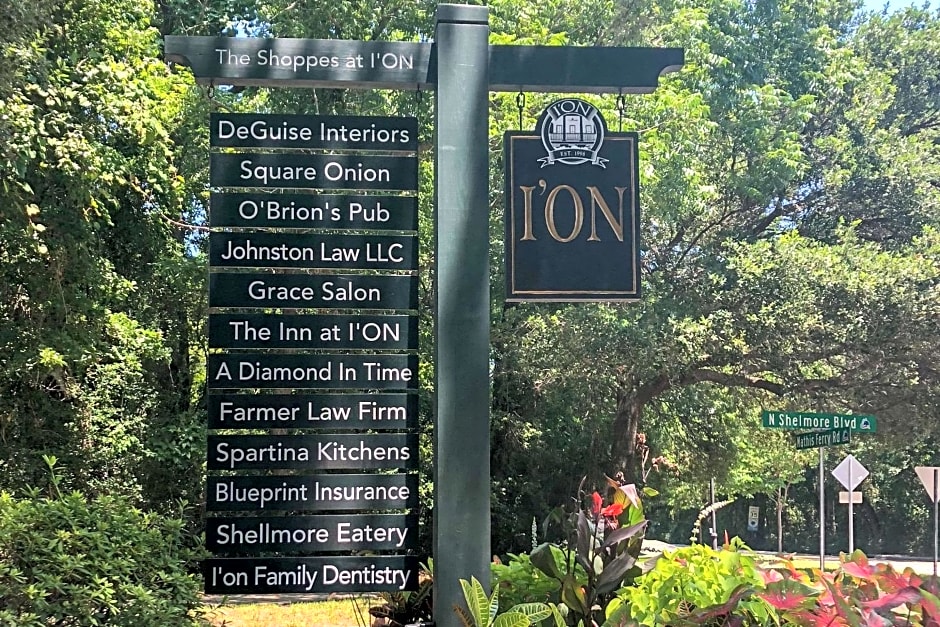 The Shoppes at I'ON
DeGuise Interiors
Square Onion
O'Brion's Pub
Johnston Law LLC
Grace Salon
The Inn at I'ON
A Diamond In Time
Farmer Law Firm
Spartina Kitchens
Blueprint Insurance
Shellmore Eatery
I'on Family Dentistry
I'ON
EST. 1998
I'ON
N Shelmore Blvd
Mathis Ferry Rd